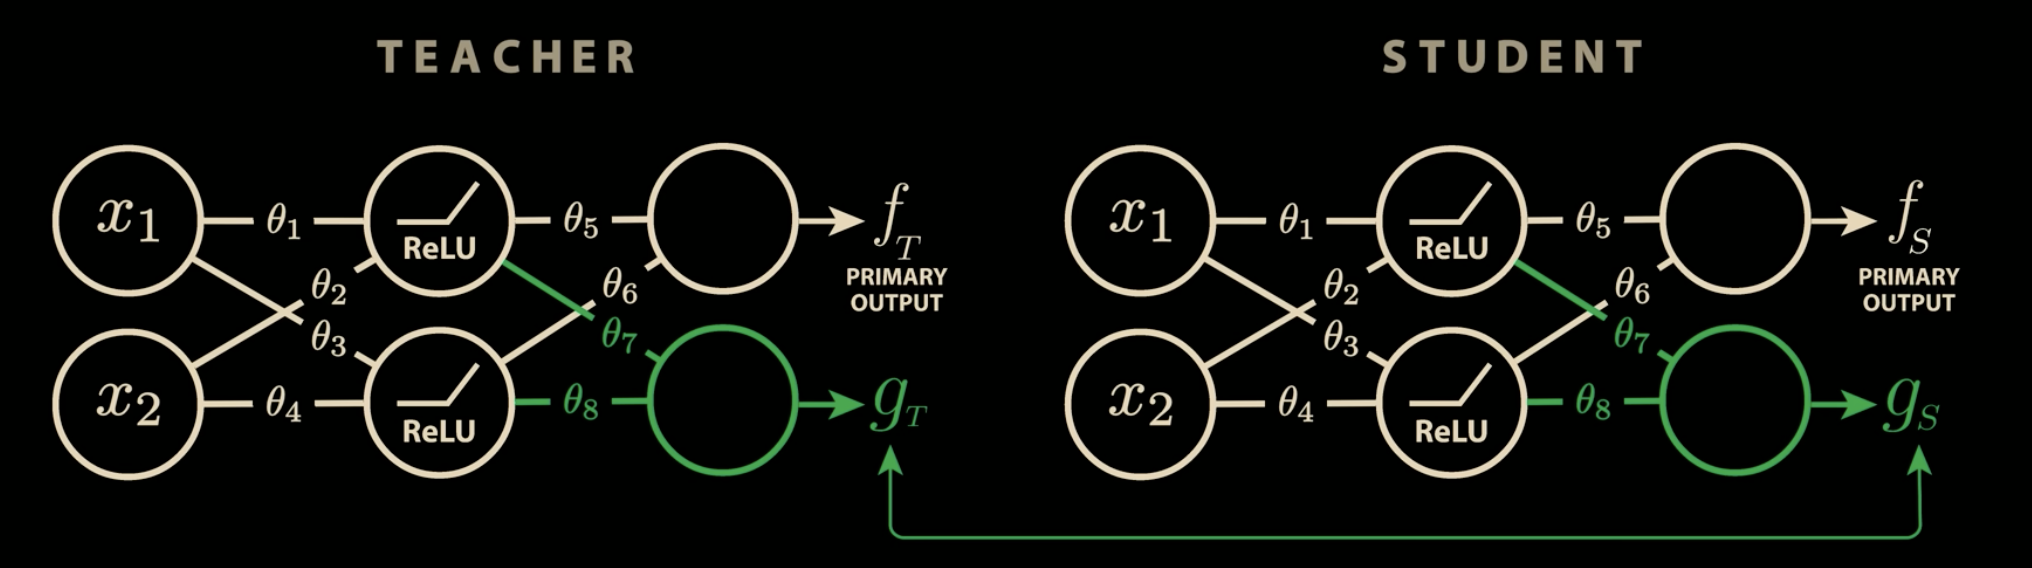 TEACHER
x₁
θ₁
ReLU
θ₅
f_T
PRIMARY
OUTPUT
θ₂
θ₃
θ₆
θ₇
x₂
θ₄
ReLU
θ₈
g_T
STUDENT
x₁
θ₁
ReLU
θ₅
f_S
PRIMARY
OUTPUT
θ₂
θ₃
θ₆
θ₇
x₂
θ₄
ReLU
θ₈
g_S